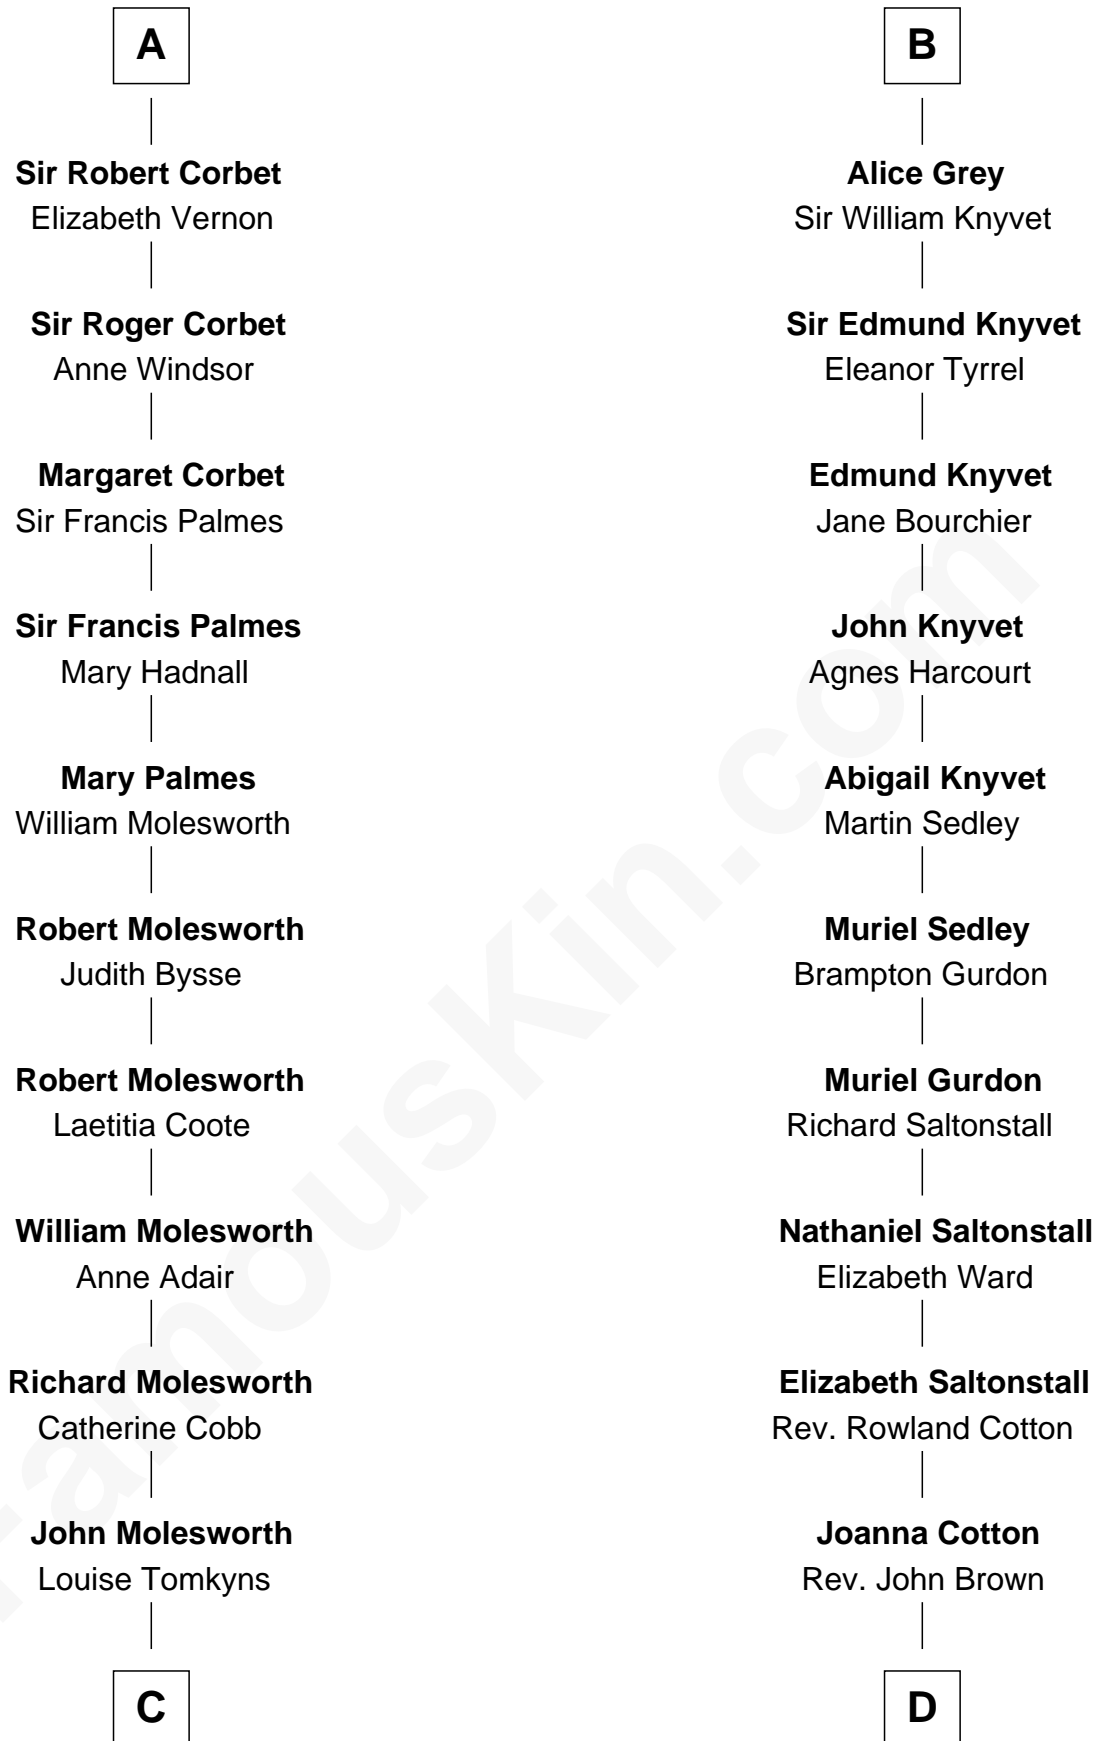 A
Sir Robert Corbet
Elizabeth Vernon
Sir Roger Corbet
Anne Windsor
Margaret Corbet
Sir Francis Palmes
Sir Francis Palmes
Mary Hadnall
Mary Palmes
William Molesworth
Robert Molesworth
Judith Bysse
Robert Molesworth
Laetitia Coote
William Molesworth
Anne Adair
Richard Molesworth
Catherine Cobb
John Molesworth
Louise Tomkyns
C
B
Alice Grey
Sir William Knyvet
Sir Edmund Knyvet
Eleanor Tyrrel
Edmund Knyvet
Jane Bourchier
John Knyvet
Agnes Harcourt
Abigail Knyvet
Martin Sedley
Muriel Sedley
Brampton Gurdon
Muriel Gurdon
Richard Saltonstall
Nathaniel Saltonstall
Elizabeth Ward
Elizabeth Saltonstall
Rev. Rowland Cotton
Joanna Cotton
Rev. John Brown
D
FamousKin.com